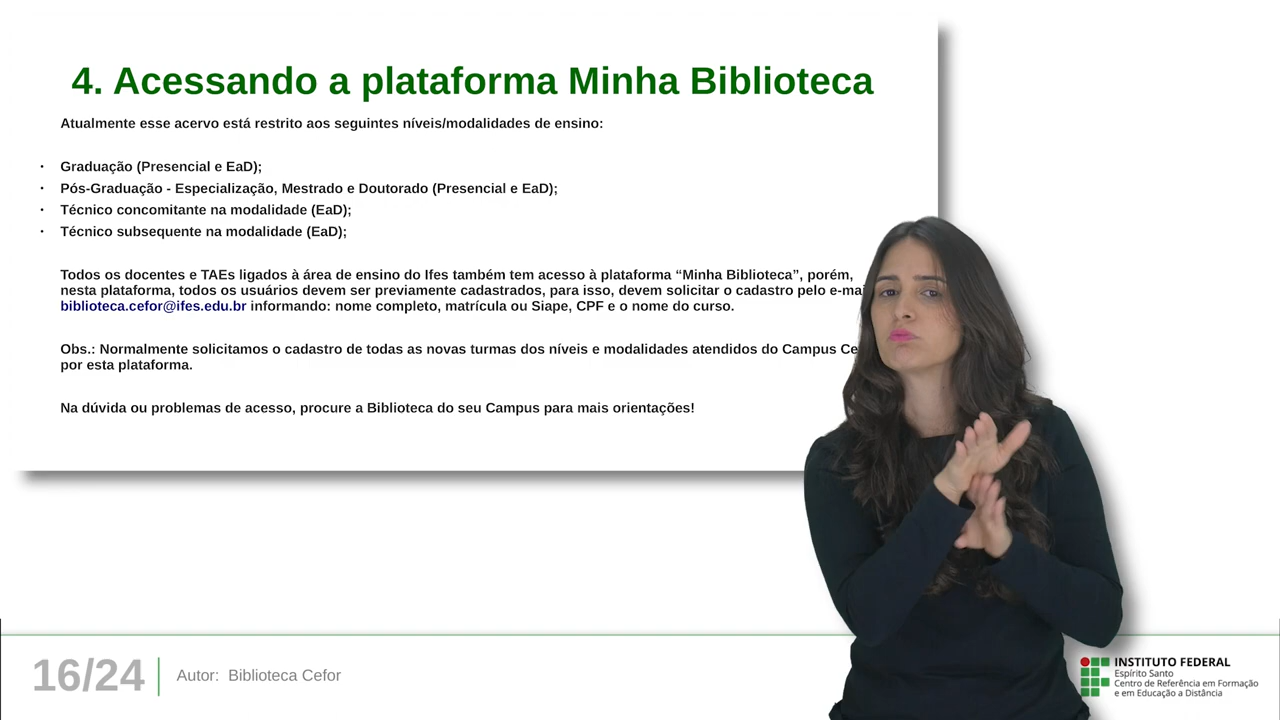 4. Acessando a plataforma Minha Biblioteca
Atualmente esse acervo está restrito aos seguintes níveis/modalidades de ensino:
• Graduação (Presencial e EaD);
• Pós-Graduação - Especialização, Mestrado e Doutorado (Presencial e EaD);
• Técnico concomitante na modalidade (EaD);
• Técnico subsequente na modalidade (EaD);
Todos os docentes e TAEs ligados à área de ensino do Ifes também tem acesso à plataforma “Minha Biblioteca”, porém,
nesta plataforma, todos os usuários devem ser previamente cadastrados, para isso, devem solicitar o cadastro pelo
biblioteca.cefor@ifes.edu.br informando: nome completo, matrícula ou Siape, CPF e o nome do curso.
Obs.: Normalmente solicitamos o cadastro de todas as novas turmas dos níveis e modalidades atendidos do Campus
por esta plataforma.
Na dúvida ou problemas de acesso, procure a Biblioteca do seu Campus para mais orientações!
16/24
Autor: Biblioteca Cefor
INSTITUTO FEDERAL
Espírito Santo
Centro de Referência em Formação
e em Educação a Distância